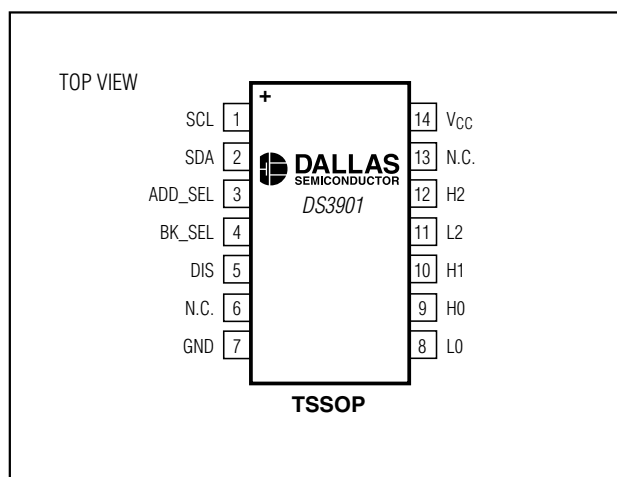 TOP VIEW
+
SCL 1
SDA 2
ADD_SEL 3
BK_SEL 4
DIS 5
N.C. 6
GND 7
DALLAS
SEMICONDUCTOR
DS3901
14 VCC
13 N.C.
12 H2
11 L2
10 H1
9 H0
8 L0
TSSOP